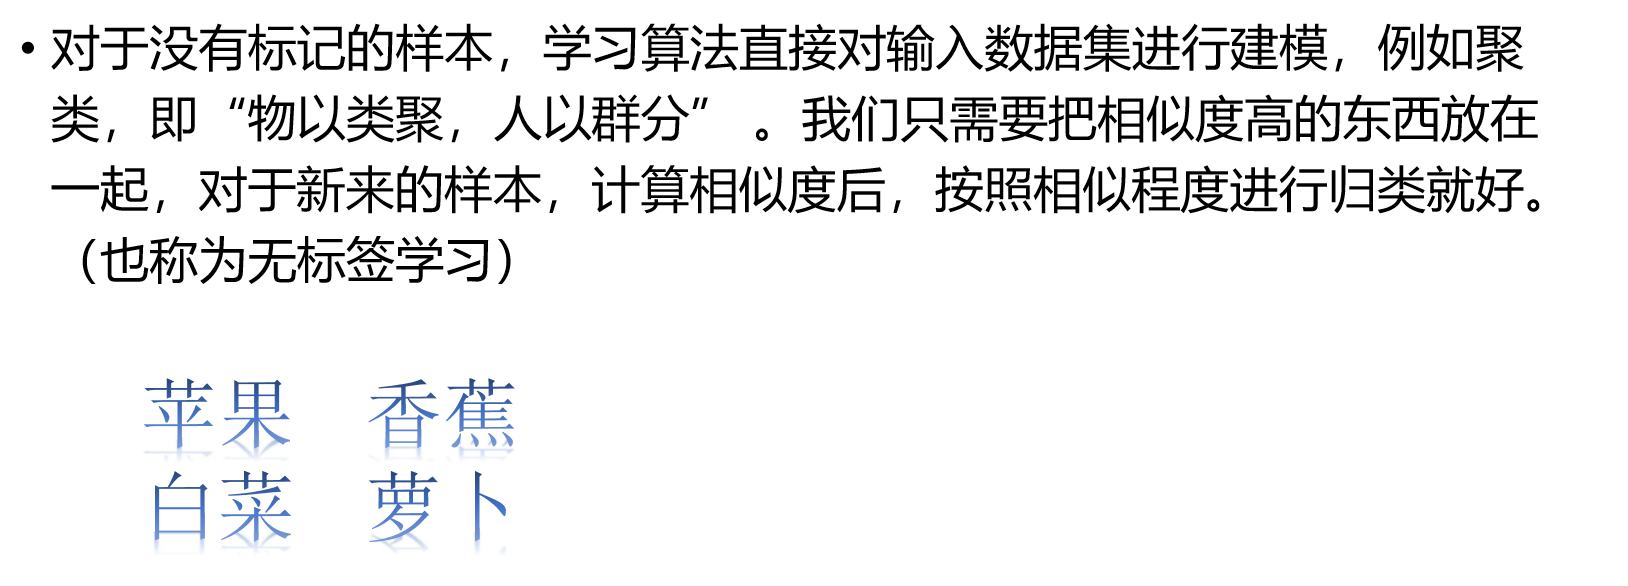 • 对于没有标记的样本，学习算法直接对输入数据集进行建模，例如聚
类，即“物以类聚，人以群分” 。我们只需要把相似度高的东西放在
一起，对于新来的样本，计算相似度后，按照相似程度进行归类就好。
（也称为无标签学习）
苹果 香蕉
白菜 萝卜